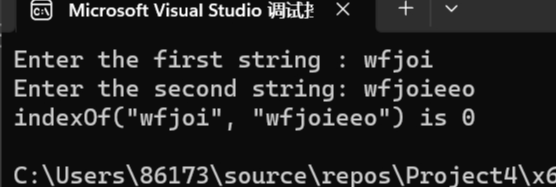 Microsoft Visual Studio 调试
Enter the first string : wfjoi
Enter the second string: wfjoieeo
indexOf("wfjoi", "wfjoieeo") is 0
C:\Users\86173\source\repos\Project4\x6